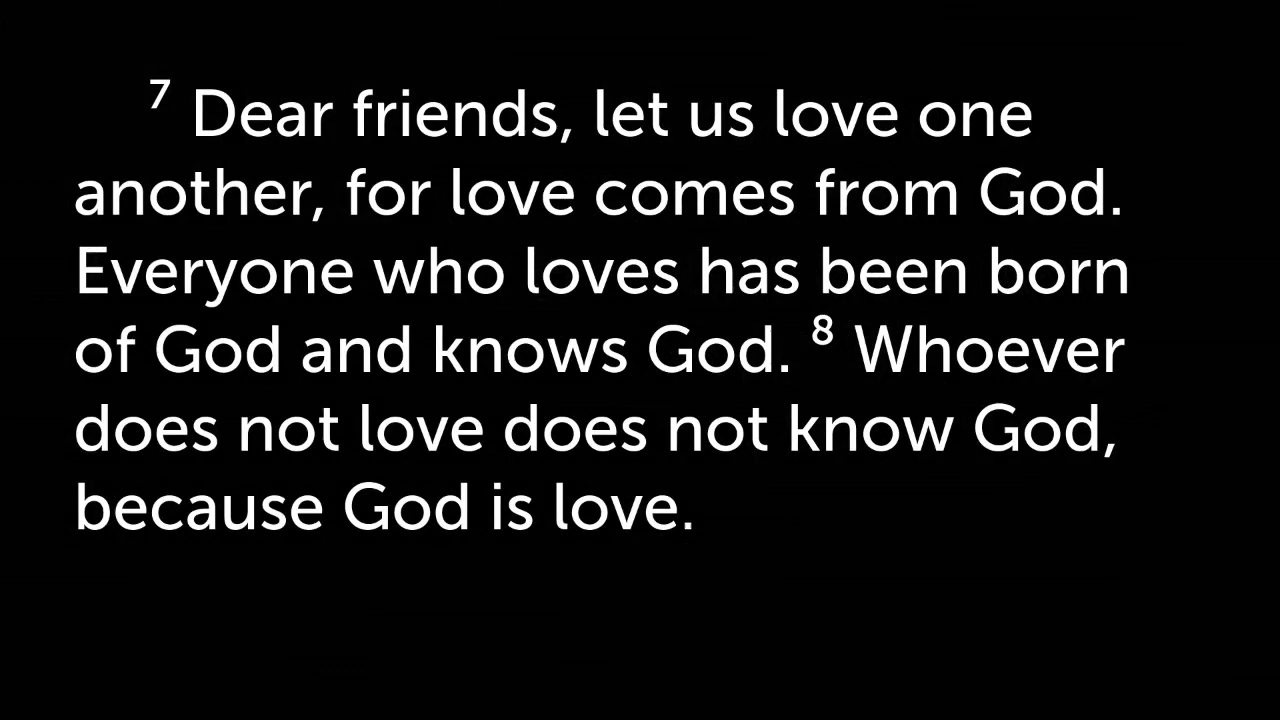 ⁷ Dear friends, let us love one
another, for love comes from God.
Everyone who loves has been born
of God and knows God. ⁸ Whoever
does not love does not know God,
because God is love.